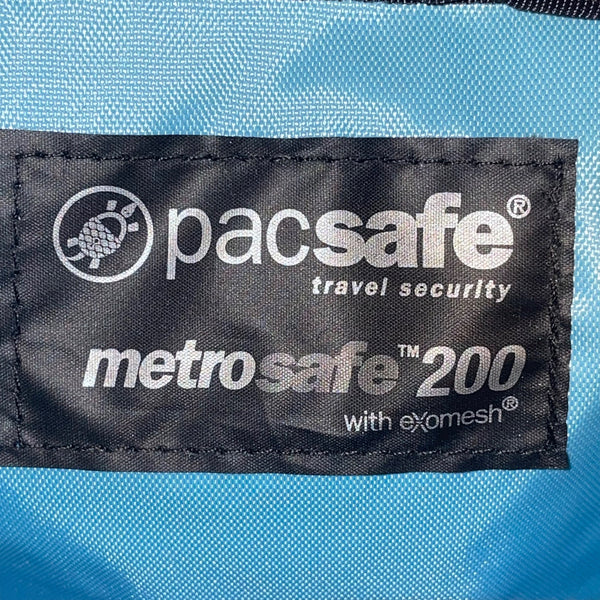 pacsafe®
travel security
metrosafe™ 200
with exomesh®